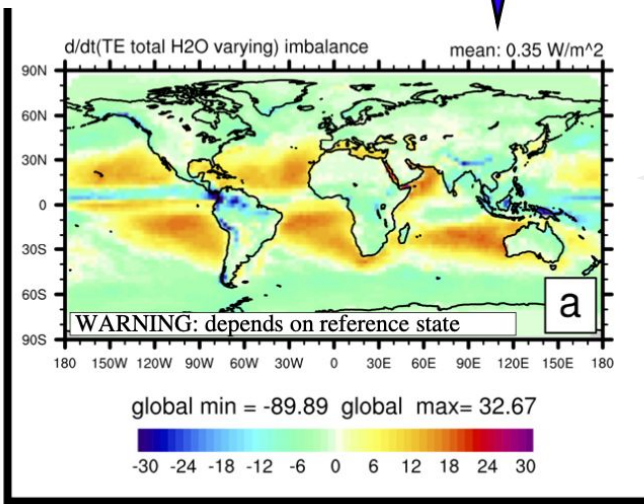 d/dt(TE total H2O varying) imbalance
mean: 0.35 W/m^2
90N
60N
30N
0
30S
60S
90S
WARNING: depends on reference state
a
180 150W 120W 90W 60W 30W 0 30E 60E 90E 120E 150E 180
global min = -89.89 global max= 32.67
-30 -24 -18 -12 -6 0 6 12 18 24 30